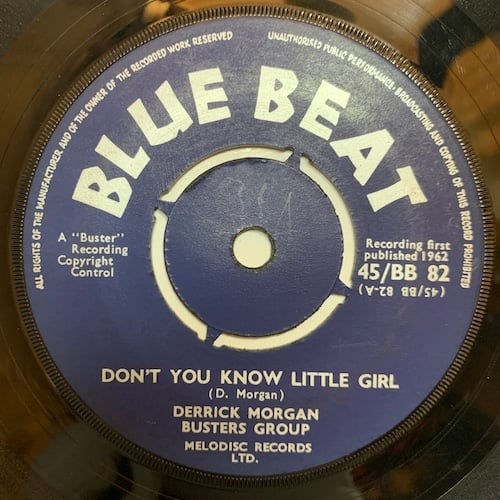 ALL RIGHTS OF THE MANUFACTURER AND OF THE OWNER OF THE RECORDED WORK RESERVED
UNAUTHORISED PUBLIC PERFORMANCE, BROADCASTING AND COPYING OF THIS RECORD PROHIBITED
BLUE BEAT
A "Buster"
Recording
Copyright
Control
Recording first
published 1962
45/BB 82
(45/BB 82-A)
DON'T YOU KNOW LITTLE GIRL
(D. Morgan)
DERRICK MORGAN
BUSTERS GROUP
MELODISC RECORDS
LTD.